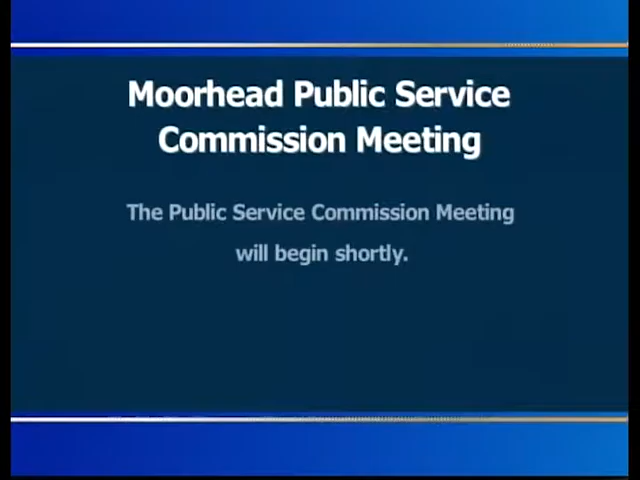 Moorhead Public Service
Commission Meeting
The Public Service Commission Meeting
will begin shortly.